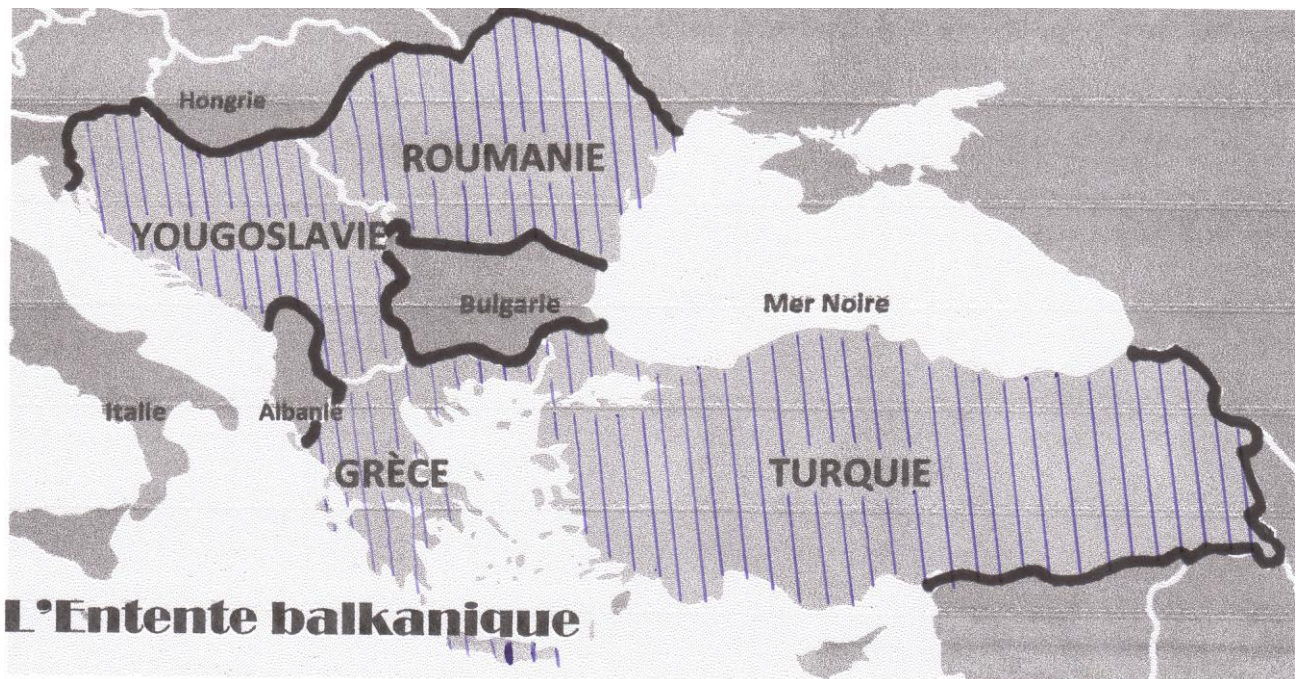 Hongrie
ROUMANIE
YOUGOSLAVIE
Bulgarie
Mer Noire
Italie
Albanie
GRÈCE
TURQUIE
L'Entente balkanique